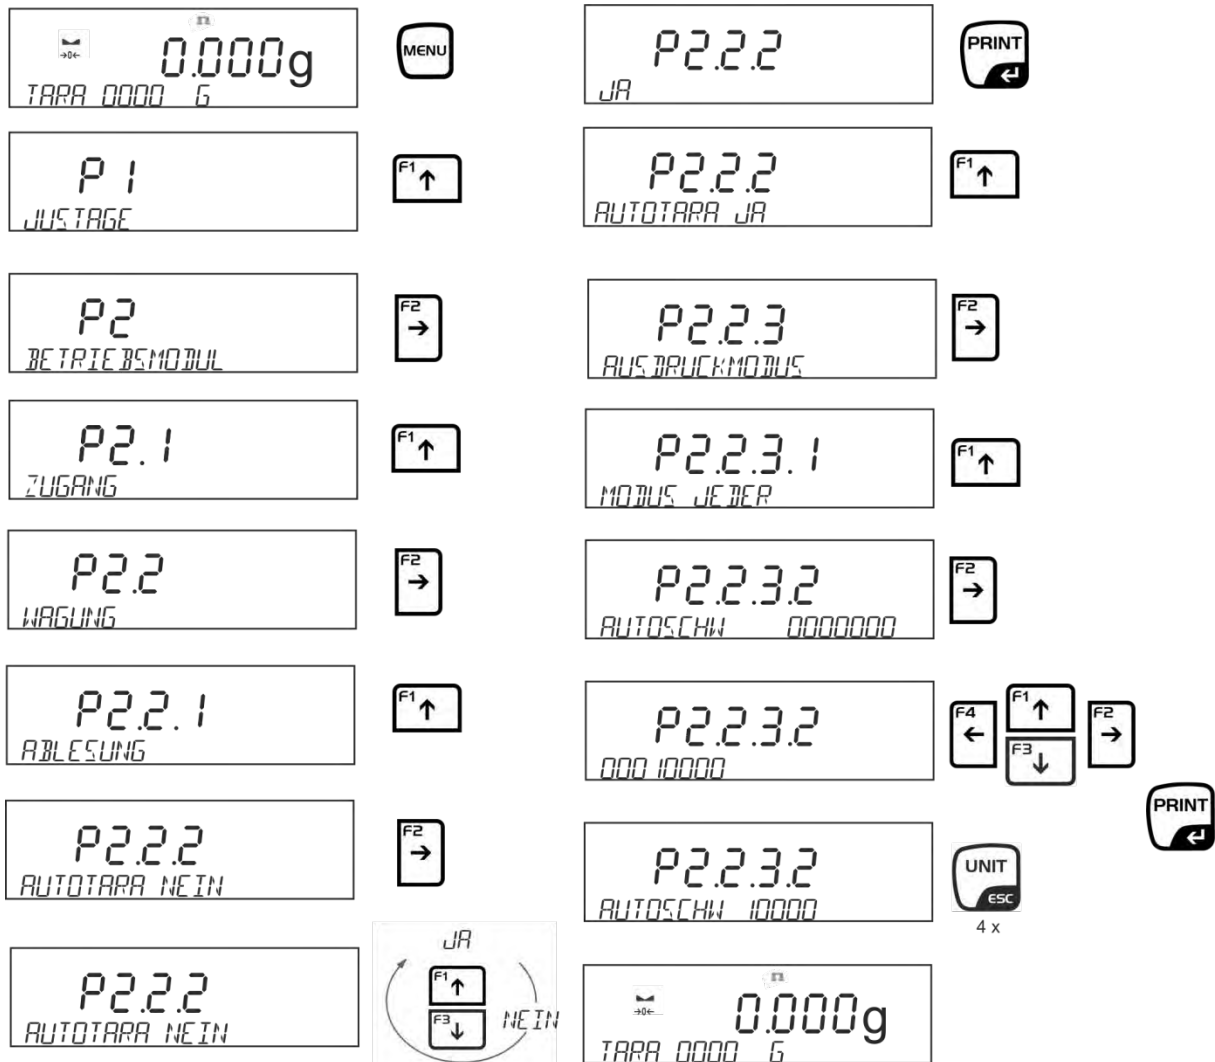 0.000g
→0←
TARA 0000 G
MENU
P1
JUSTAGE
F1
P2
BETRIEBSMODUL
F2
P2.1
ZUGANG
F1
P2.2
WAGUNG
F2
P2.2.1
ABLESUNG
F1
P2.2.2
AUTOTARA NEIN
F2
P2.2.2
AUTOTARA NEIN
JA
F1
F3
NEIN
P2.2.2
JA
PRINT
P2.2.2
AUTOTARA JA
F1
P2.2.3
AUSDRUCKMODUS
F2
P2.2.3.1
MODUS JEDER
F1
P2.2.3.2
AUTOSCHW 0000000
F2
P2.2.3.2
00010000
F4
F1
F2
F3
PRINT
P2.2.3.2
AUTOSCHW 10000
UNIT
ESC
4 x
0.000g
→0←
TARA 0000 G